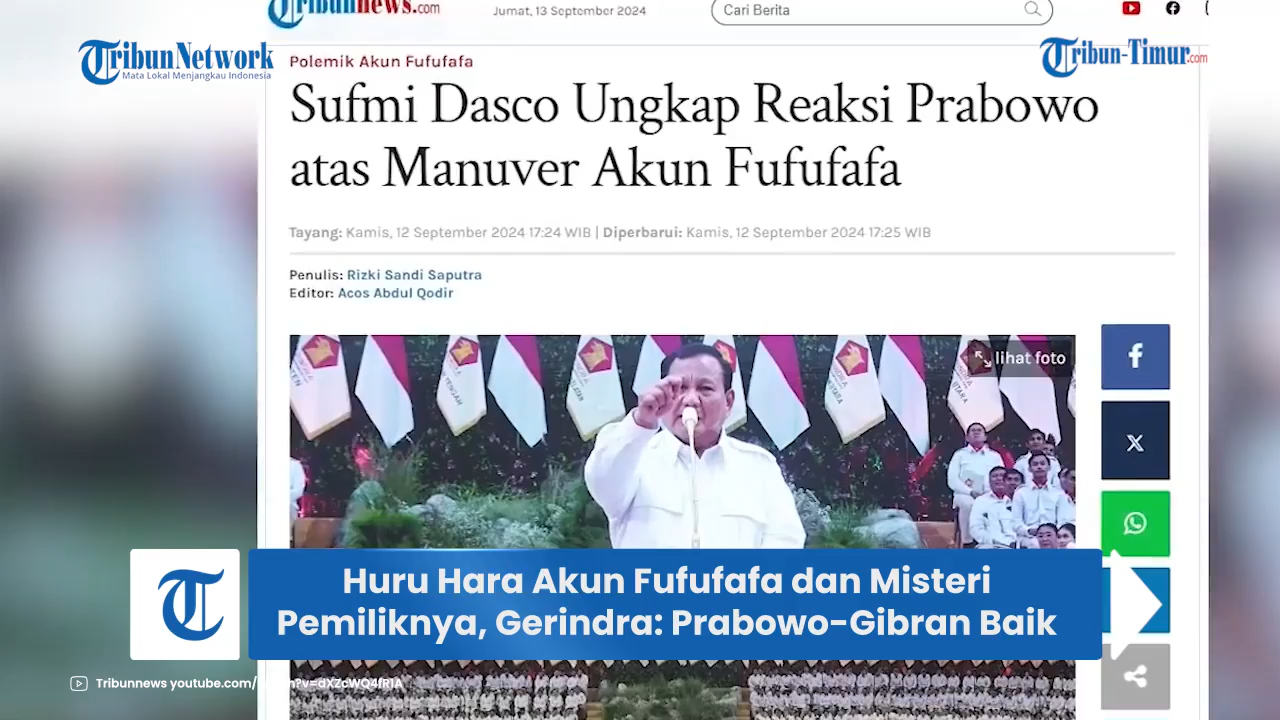 Tribunnews.com
Jumat, 13 September 2024
Cari Berita
TribunNetwork
Mata Lokal Menjangkau Indonesia
Tribun-Timur.com
Polemik Akun Fufufafa
Sufmi Dasco Ungkap Reaksi Prabowo
atas Manuver Akun Fufufafa
Tayang: Kamis, 12 September 2024 17:24 WIB | Diperbarui: Kamis, 12 September 2024 17:25 WIB
Penulis: Rizki Sandi Saputra
Editor: Acos Abdul Qodir
lihat foto
Huru Hara Akun Fufufafa dan Misteri
Pemiliknya, Gerindra: Prabowo-Gibran Baik
Tribunnews youtube.com/